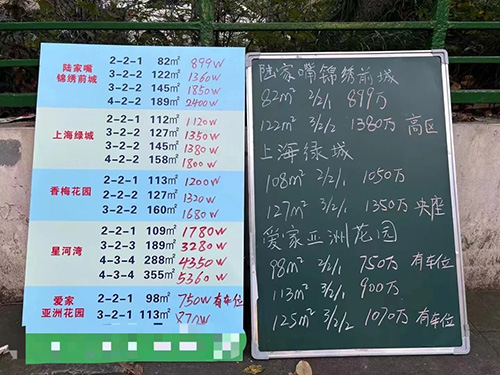 陆家嘴
锦绣前城
2-2-1 82㎡ 899W
3-2-2 122㎡ 1360W
3-2-2 145㎡ 1850W
4-2-2 189㎡ 2400W
上海绿城
2-2-1 112㎡ 1120W
3-2-2 127㎡ 1350W
3-2-2 145㎡ 1380W
4-2-2 158㎡ 1800W
香梅花园
2-2-1 113㎡ 1200W
2-2-2 127㎡ 1320W
3-2-2 160㎡ 1680W
星河湾
2-2-1 109㎡ 1780W
3-2-3 189㎡ 3280W
4-3-4 288㎡ 4350W
4-3-4 355㎡ 5360W
爱家
亚洲花园
2-2-1 98㎡ 750W 有车位
3-2-1 113㎡ 870W
陆家嘴锦绣前城
82m² 2/2/1 899万
122m² 3/2/2 1380万 高区
上海绿城
108m² 2/2/1 1050万
127m² 3/2/2 1350万 央座
爱家亚洲花园
98m² 2/2/1 750万 有车位
113m² 3/2/1 900万
125m² 3/2/2 1070万 有车位